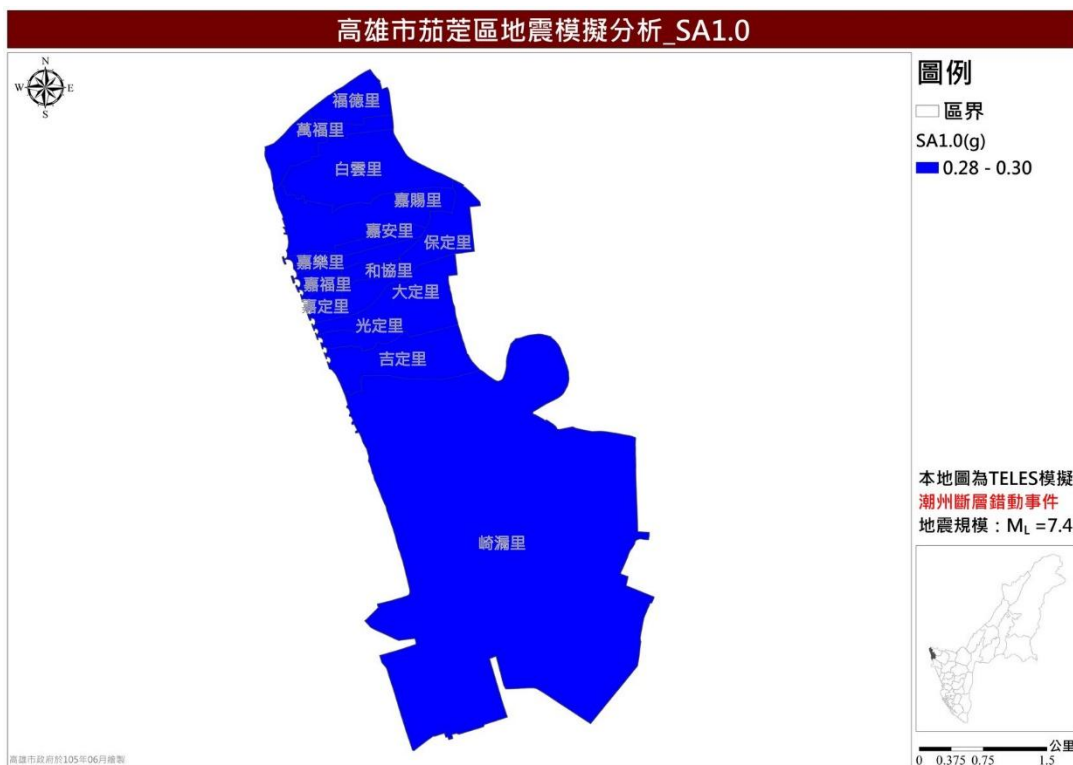 高雄市茄萣區地震模擬分析_SA1.0
N
W
E
S
福德里
萬福里
白雲里
嘉賜里
嘉安里
保定里
嘉樂里
和協里
嘉福里
大定里
嘉定里
光定里
吉定里
崎漏里
圖例
區界
SA1.0(g)
0.28 - 0.30
本地圖為TELES模擬
潮州斷層錯動事件
地震規模：ML =7.4
公里
0 0.375 0.75 1.5
高雄市政府於105年06月繪製